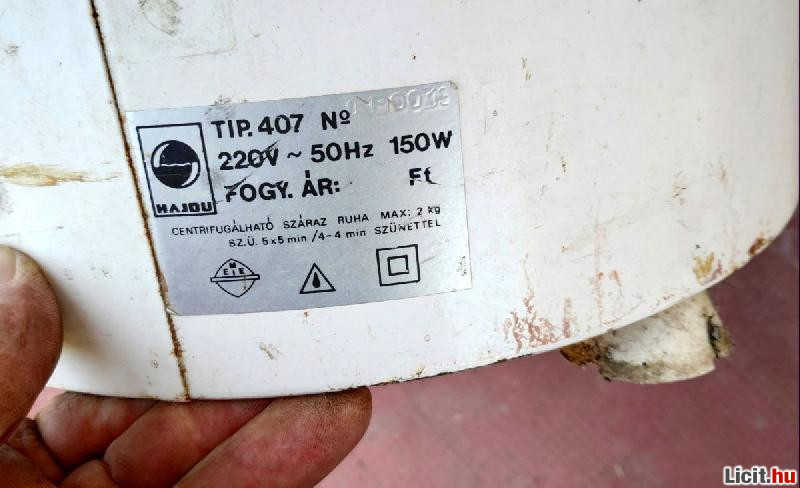 TIP. 407 Nº
220V ~ 50Hz 150W
FOGY. ÁR: Ft
HAJDU
CENTRIFUGÁLHATÓ SZÁRAZ RUHA MAX: 2 kg
SZ.Ü. 5x5 min /4-4 min SZÜNETTEL
M
EIE
Licit.hu